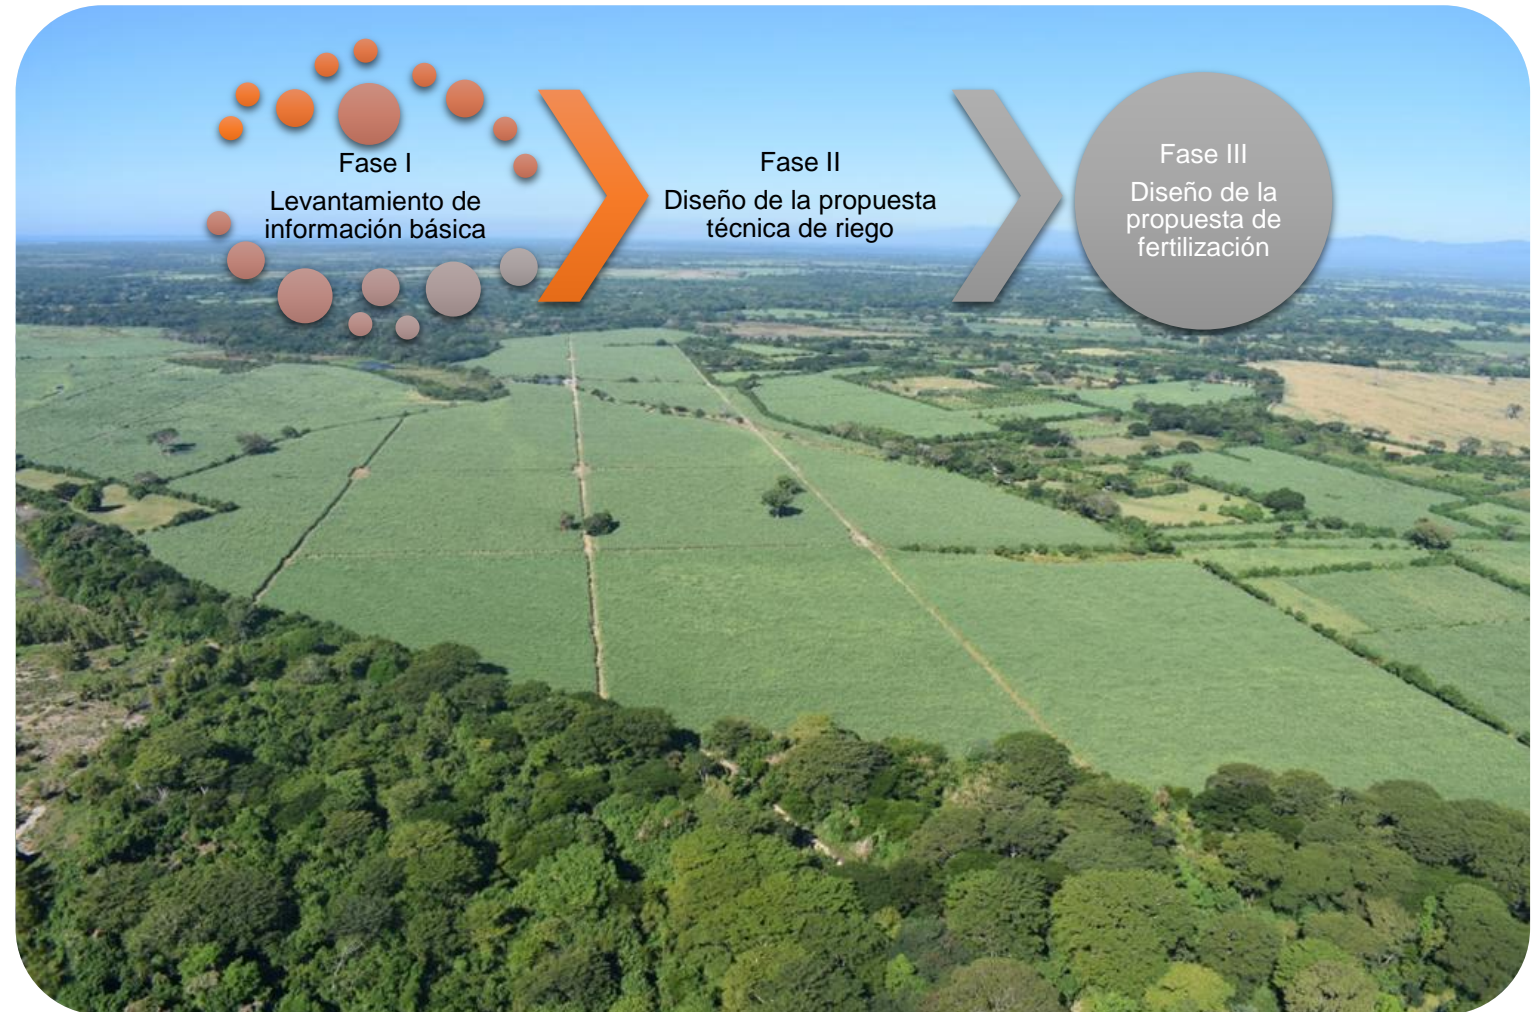 Fase I
Levantamiento de
información básica
Fase II
Diseño de la propuesta
técnica de riego
Fase III
Diseño de la
propuesta de
fertilización